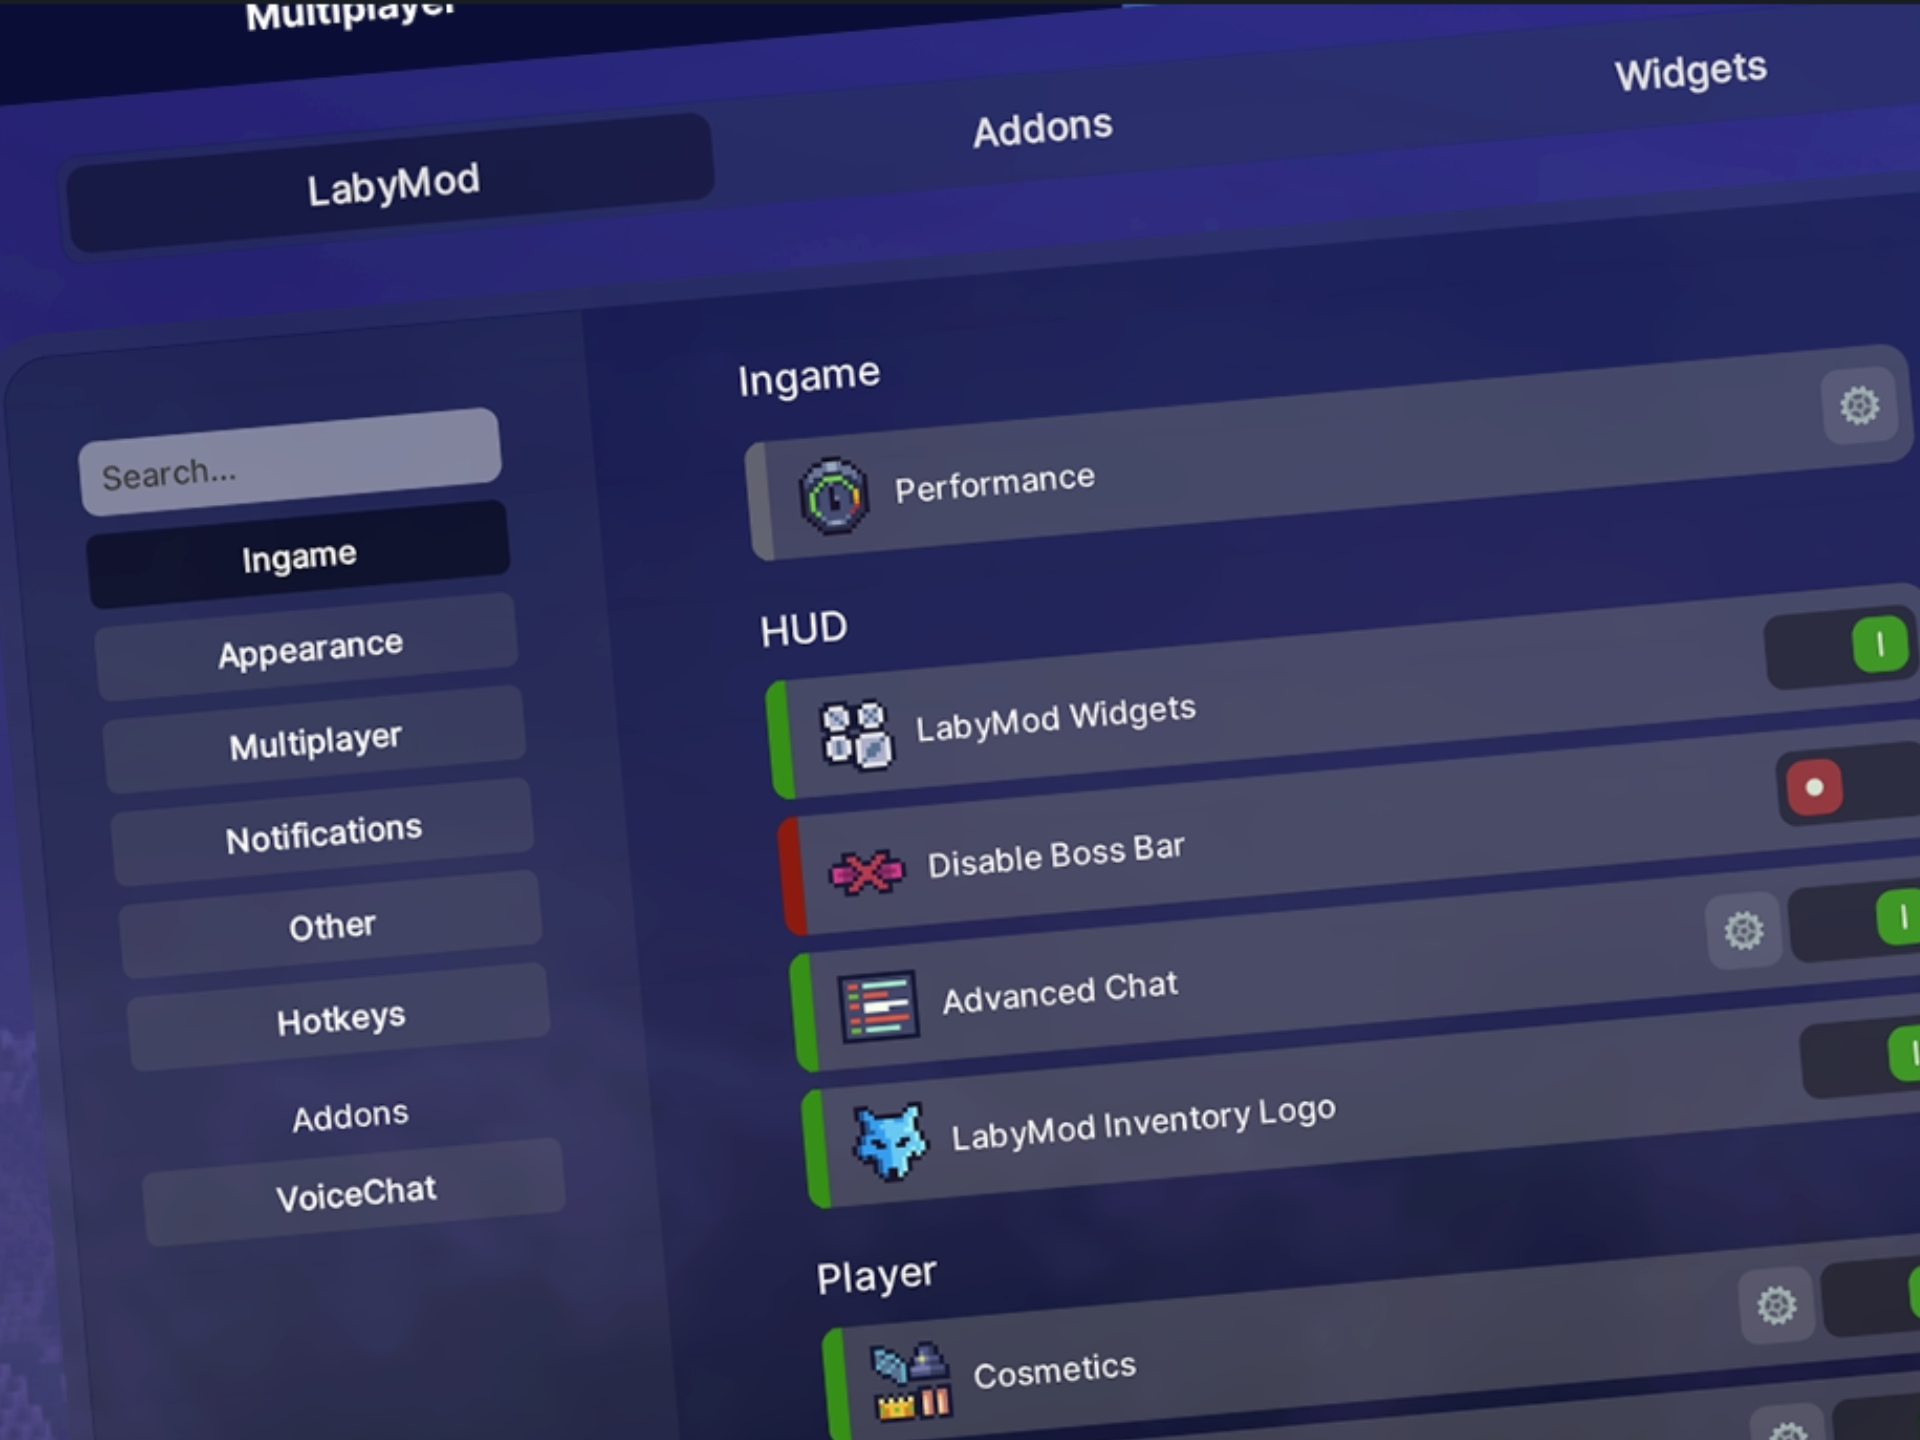 Multiplayer
LabyMod
Addons
Widgets
Search...
Ingame
Appearance
Multiplayer
Notifications
Other
Hotkeys
Addons
VoiceChat
Ingame
Performance
HUD
LabyMod Widgets
Disable Boss Bar
Advanced Chat
LabyMod Inventory Logo
Player
Cosmetics